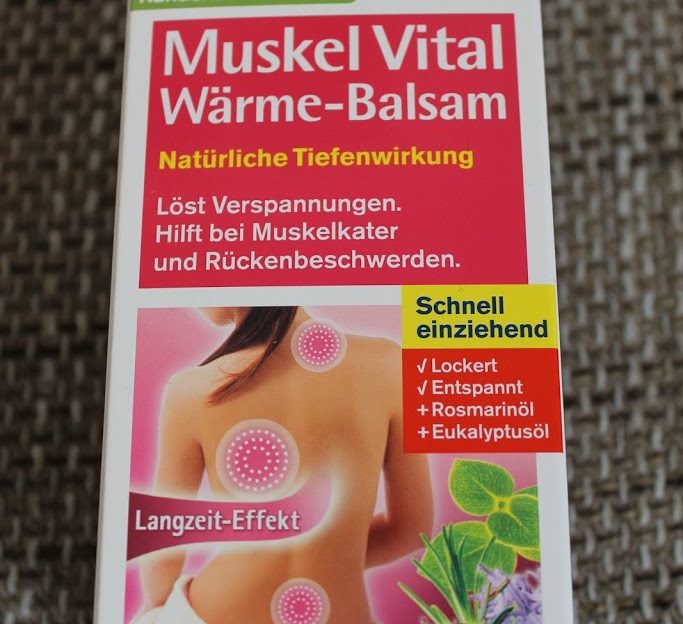 Muskel Vital
Wärme-Balsam
Natürliche Tiefenwirkung
Löst Verspannungen.
Hilft bei Muskelkater
und Rückenbeschwerden.
Schnell
einziehend
√ Lockert
√ Entspannt
+ Rosmarinöl
+ Eukalyptusöl
Langzeit-Effekt